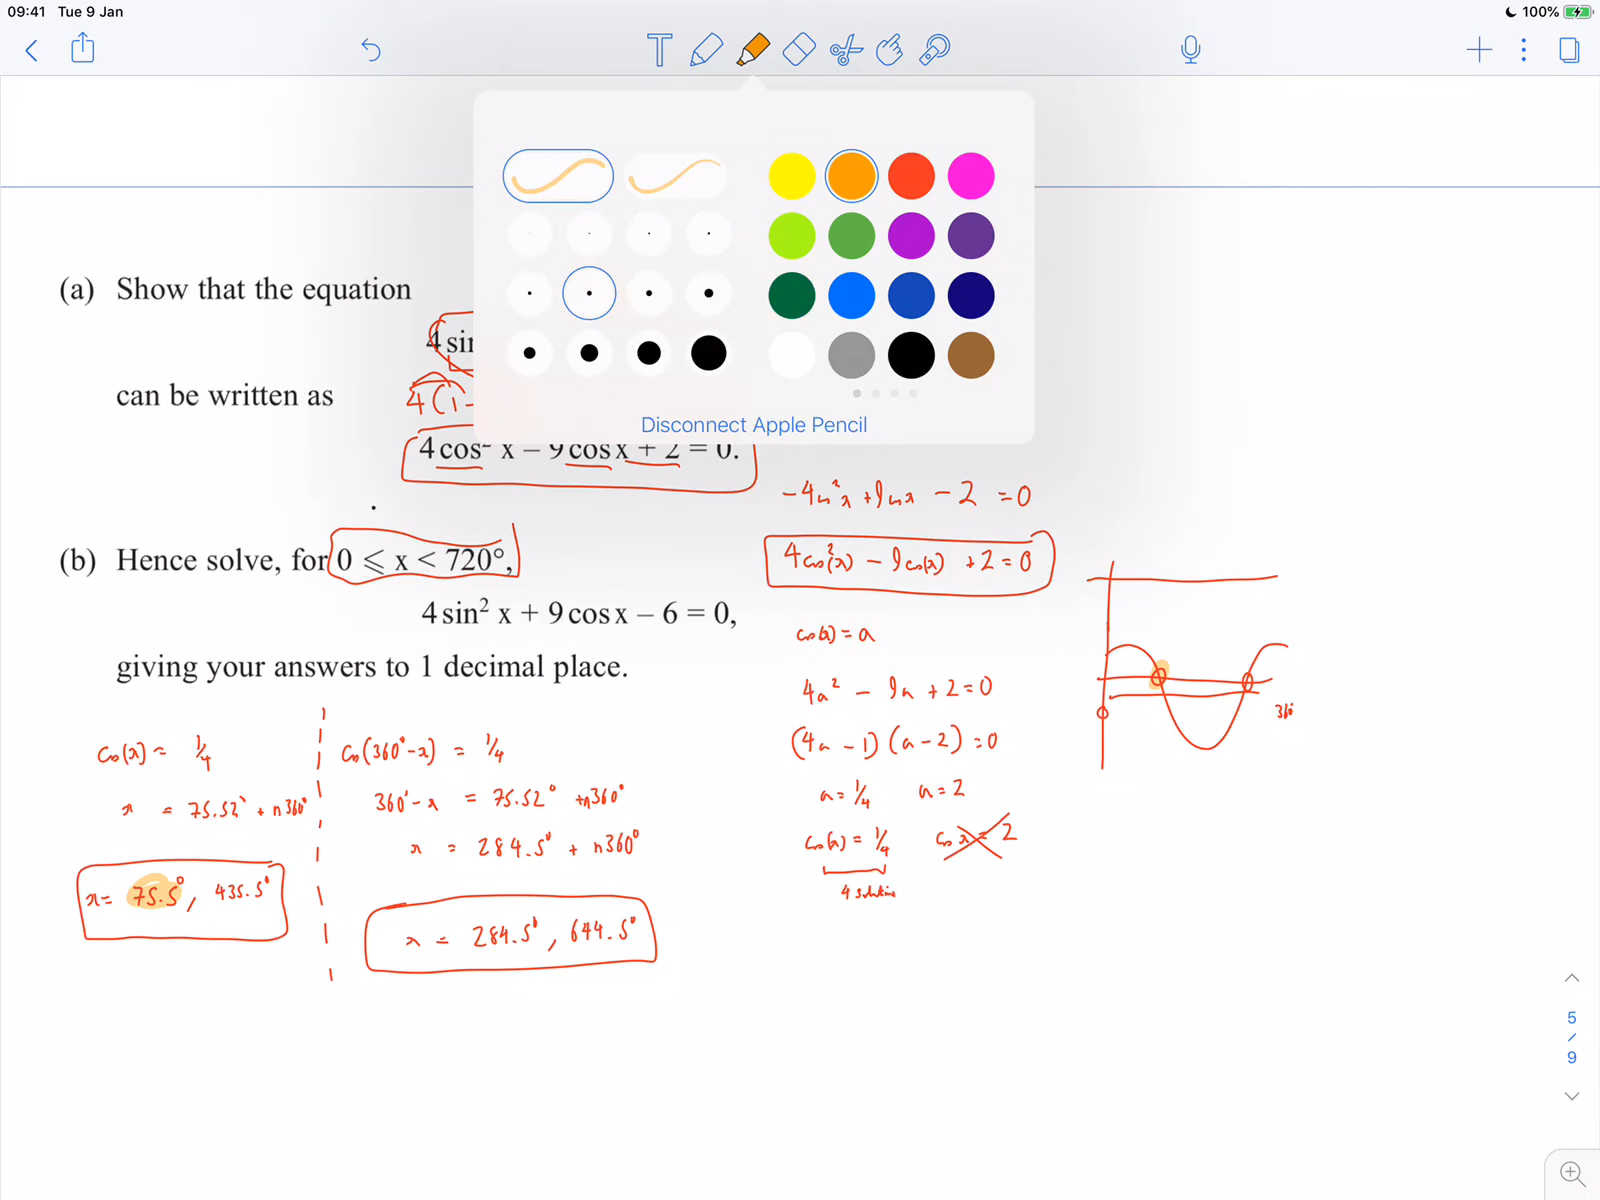 09:41 Tue 9 Jan 100%
T
Disconnect Apple Pencil
(a) Show that the equation
4 sin
can be written as
4(1-
4 cos² x – 9 cos x + 2 = 0.
-4cos²x + 9cosx - 2 = 0
(b) Hence solve, for 0 ⩽ x < 720°,
4cos²(x) - 9cos(x) + 2 = 0
4 sin² x + 9 cos x – 6 = 0,
cos(x) = a
giving your answers to 1 decimal place.
4a² - 9a + 2 = 0
360°
cos(x) = 1/4
cos(360° - x) = 1/4
(4a - 1)(a - 2) = 0
x = 75.52° + n360°
360° - x = 75.52° + n360°
a = 1/4 a = 2
x = 284.5° + n360°
cos(x) = 1/4 cos x = 2
4 solutions
x = 75.5°, 435.5°
x = 284.5°, 644.5°
5
/
9